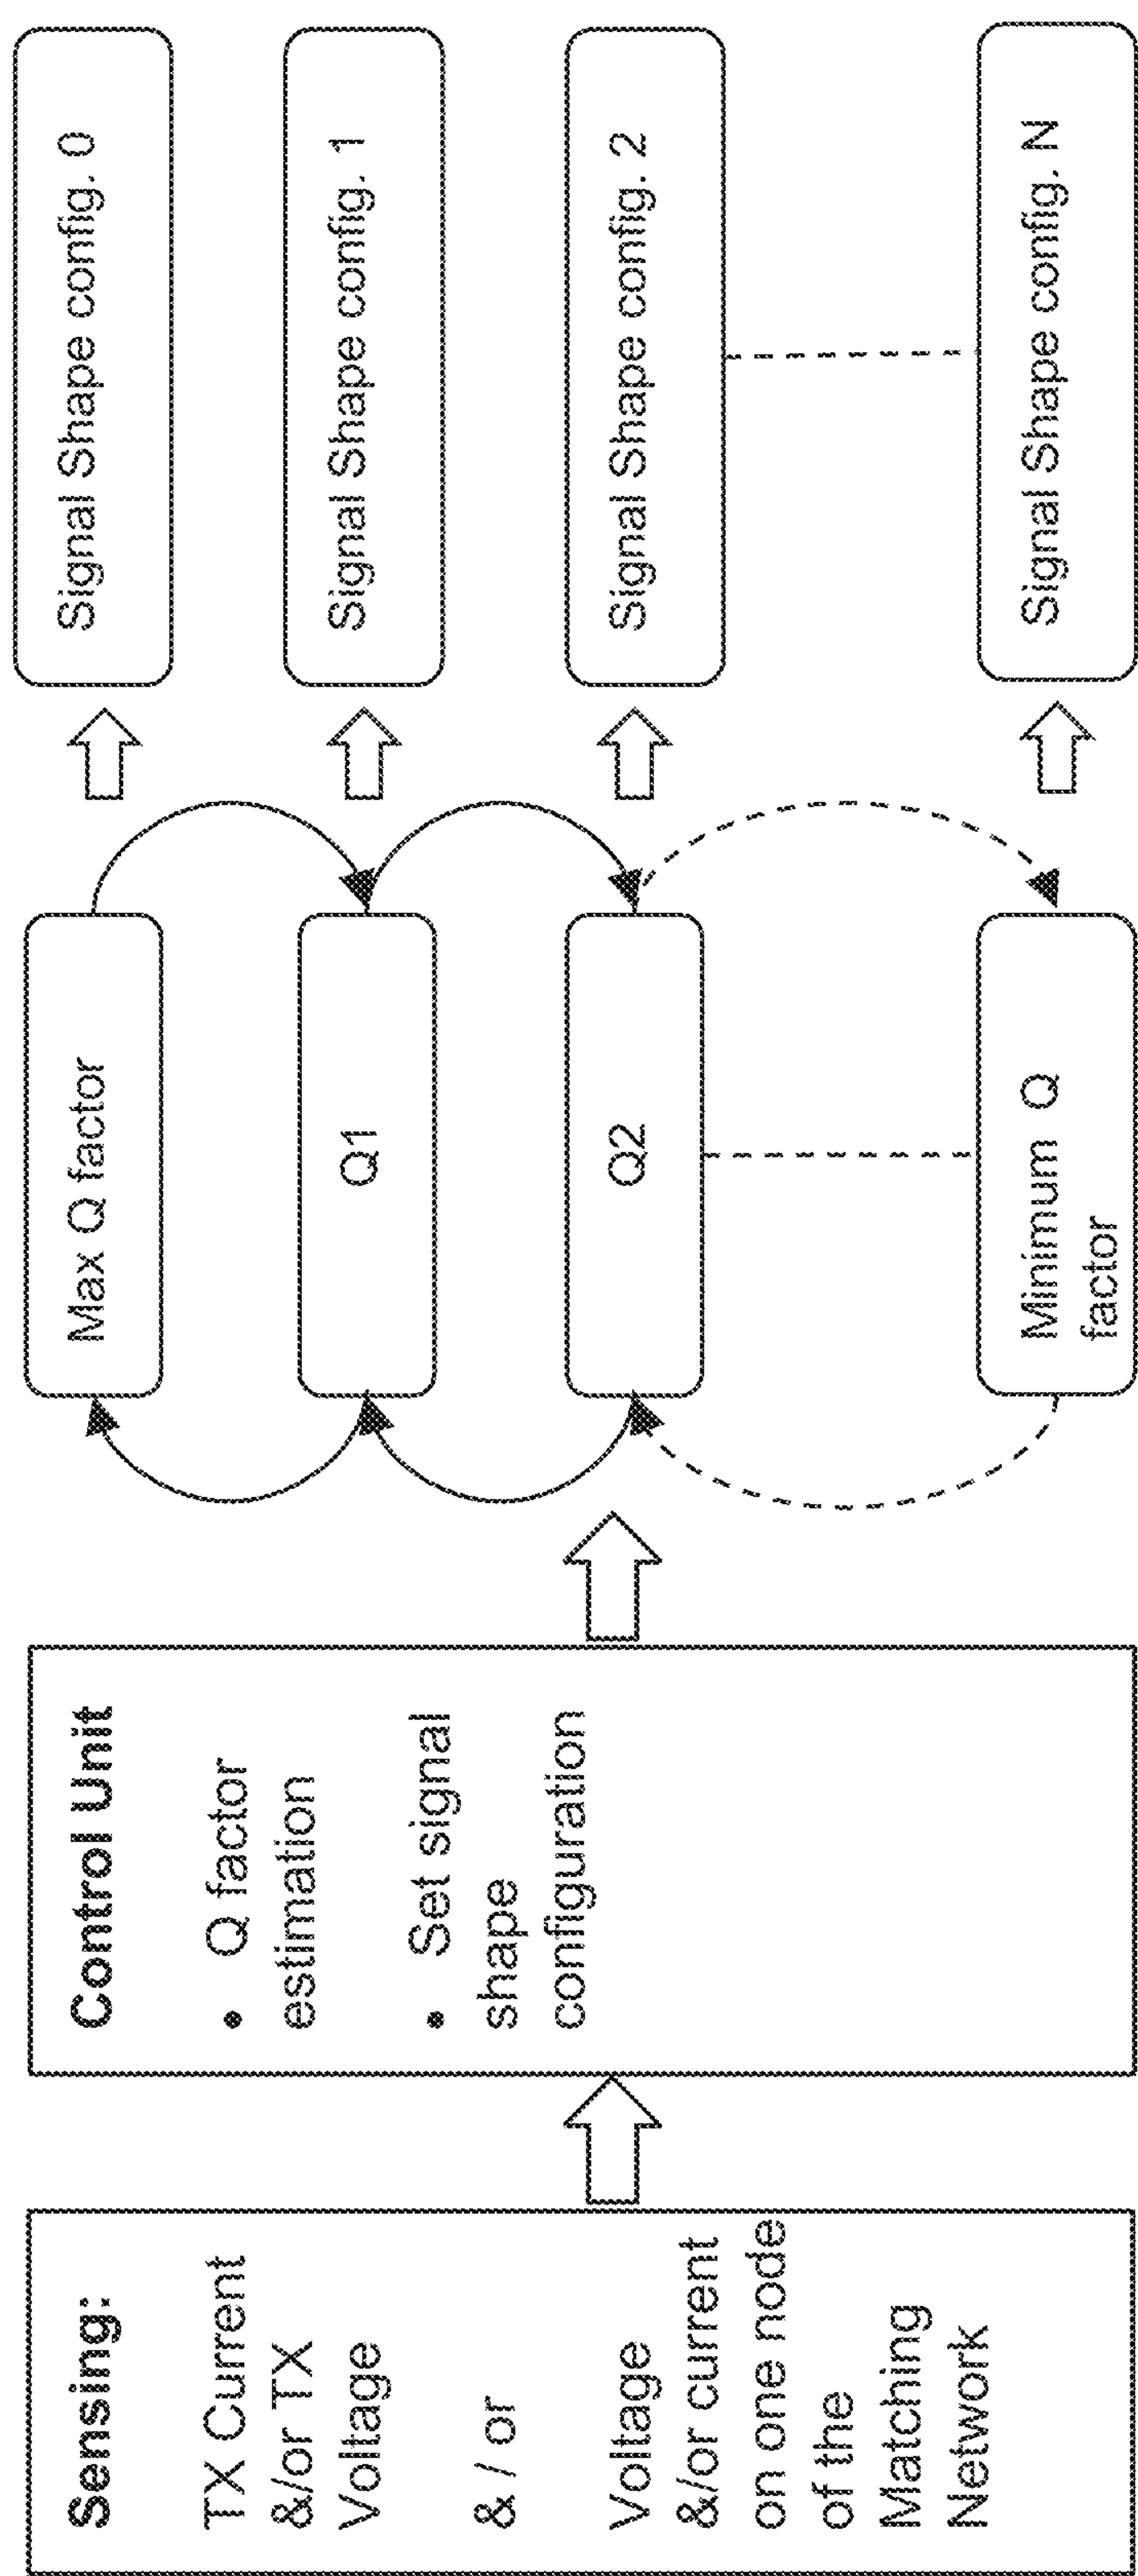 Sensing:
TX Current
&/or TX
Voltage
& / or
Voltage
&/or current
on one node
of the
Matching
Network
Control Unit
• Q factor
estimation
• Set signal
shape
configuration
Max Q factor
Q1
Q2
Minimum Q
factor
Signal Shape config. 0
Signal Shape config. 1
Signal Shape config. 2
Signal Shape config. N